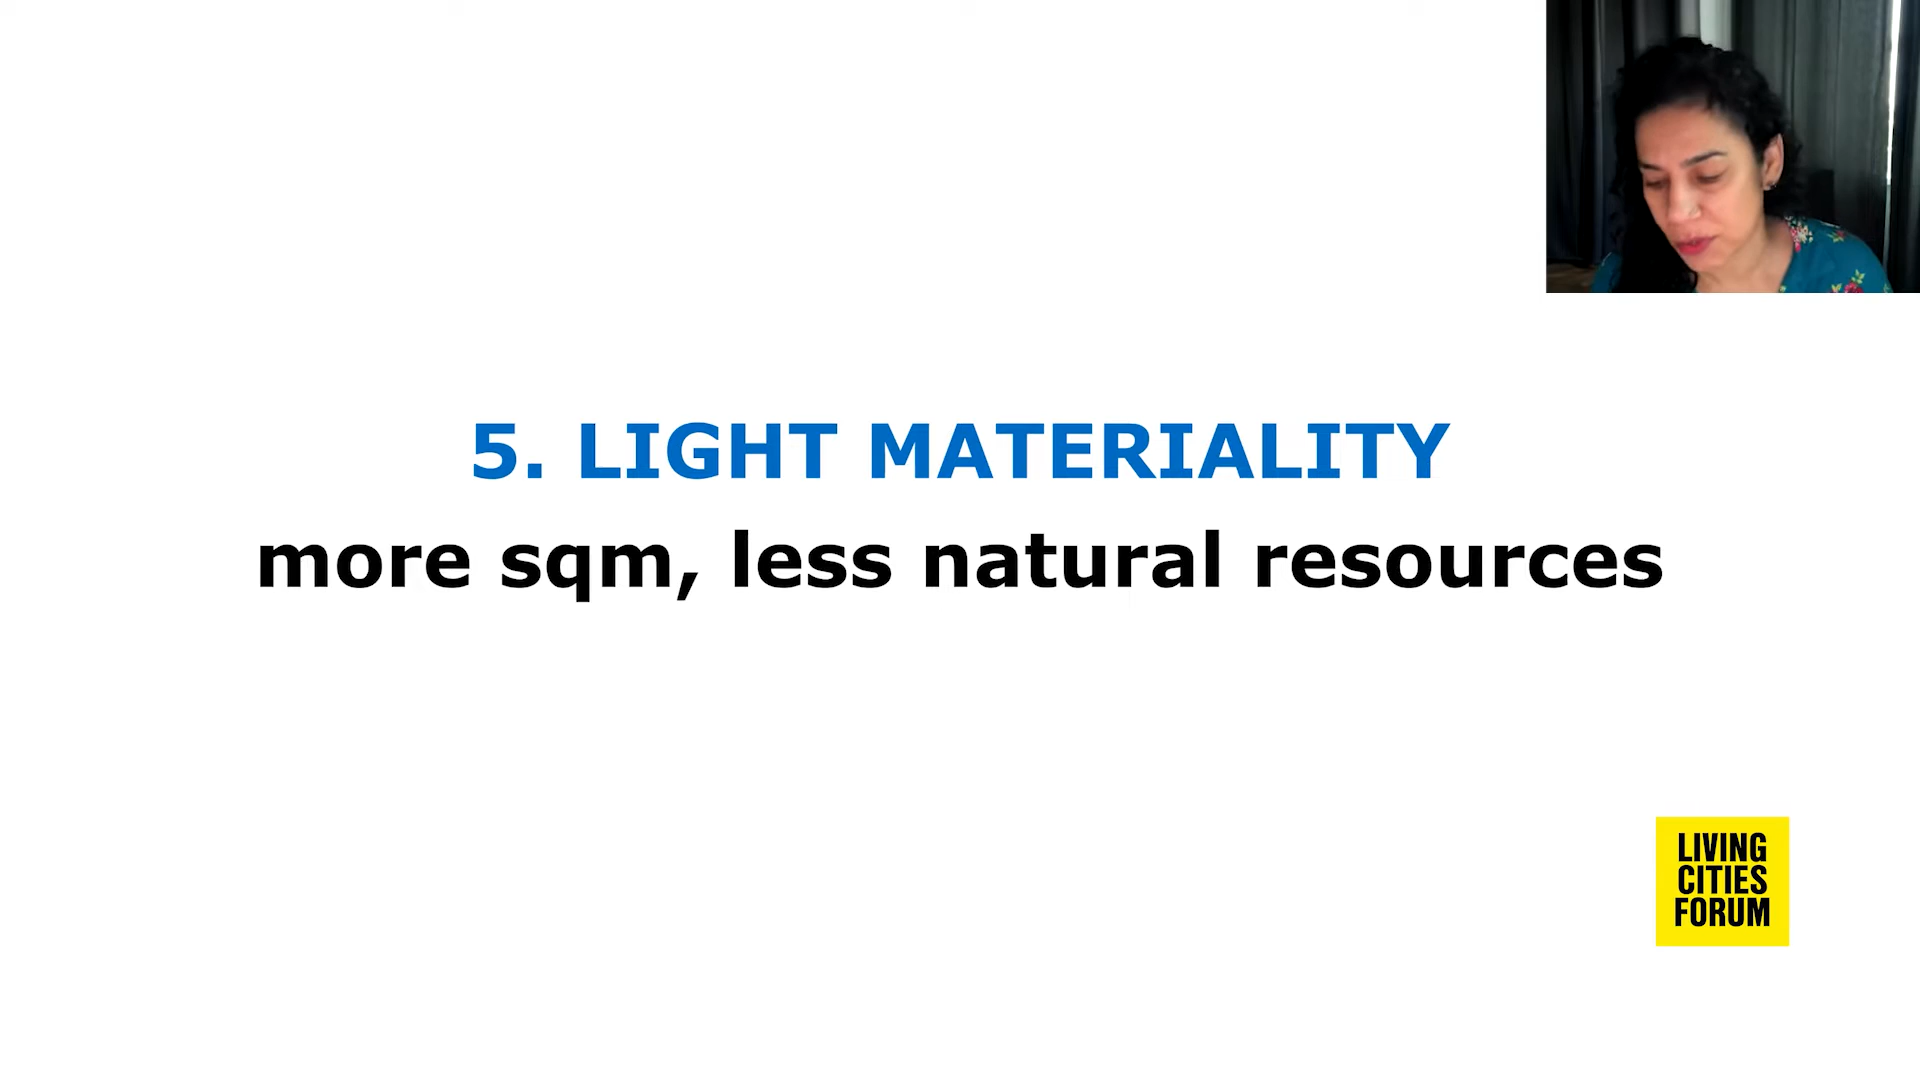 5. LIGHT MATERIALITY
more sqm, less natural resources
LIVING
CITIES
FORUM